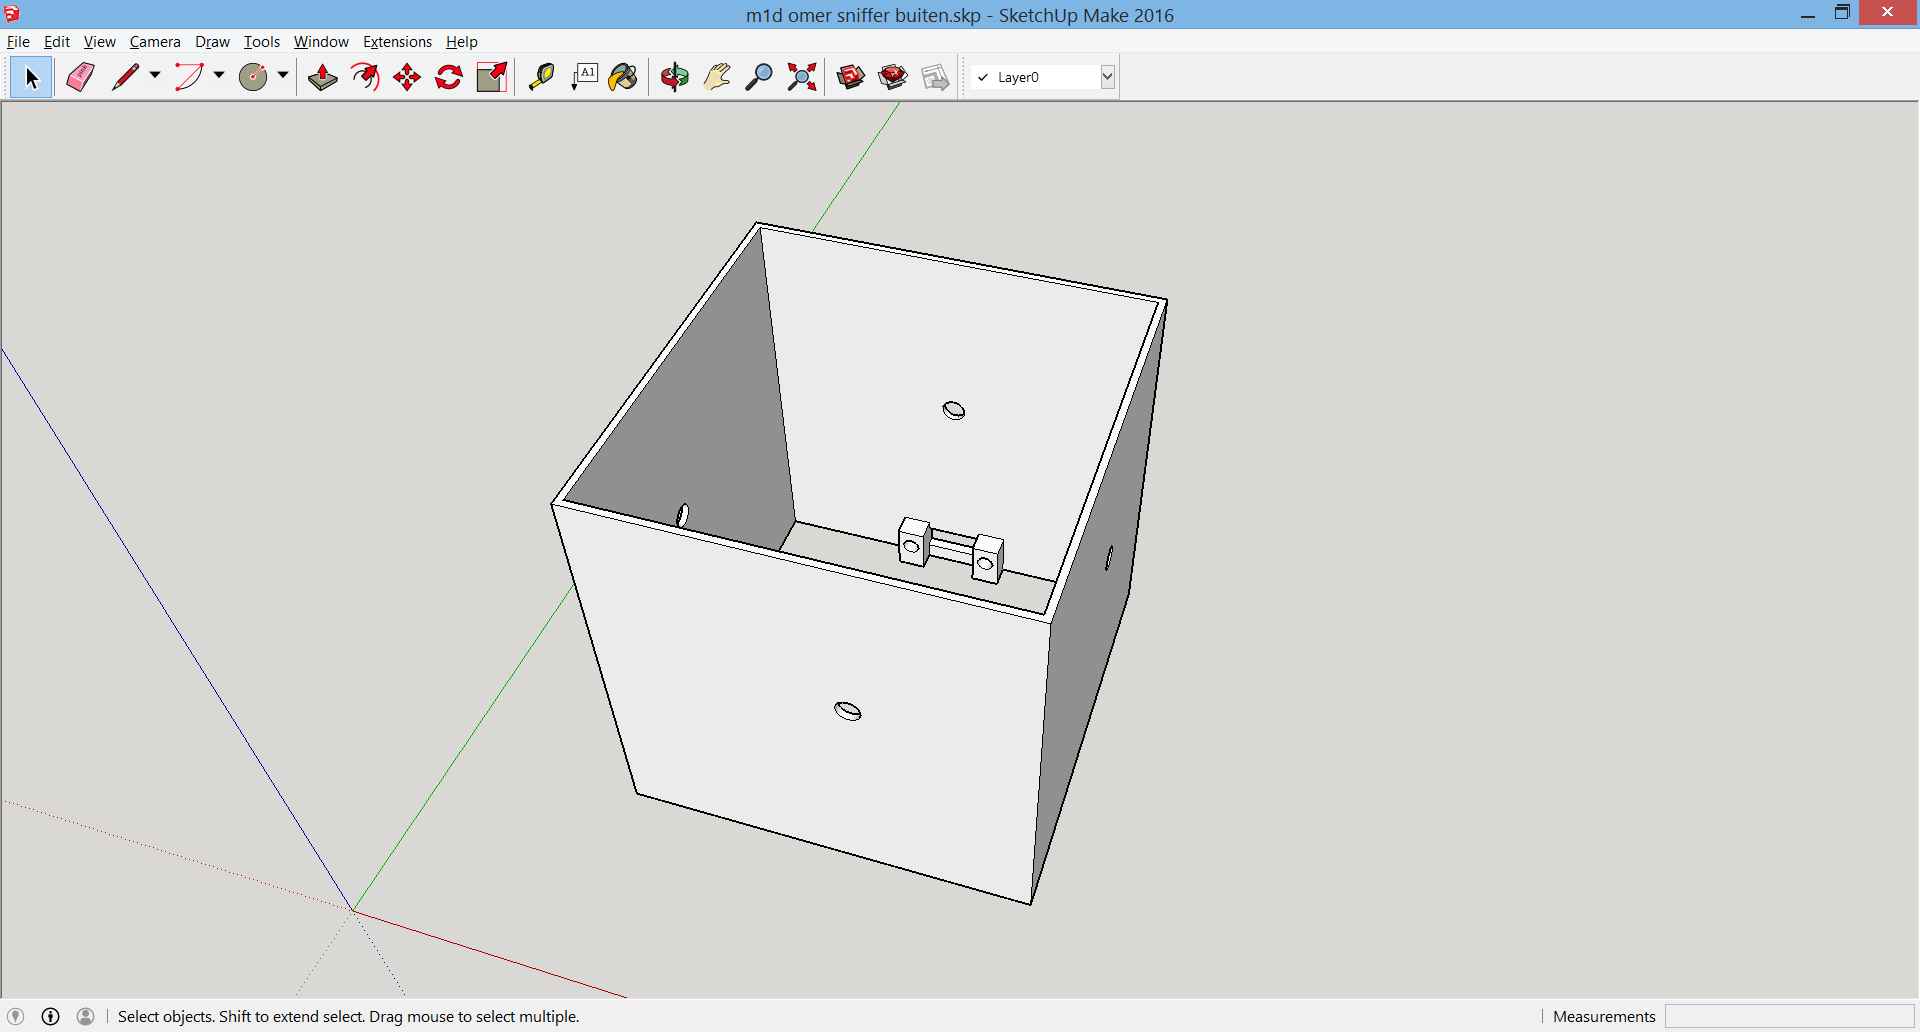 m1d omer sniffer buiten.skp - SketchUp Make 2016
File Edit View Camera Draw Tools Window Extensions Help
A1
Layer0
Select objects. Shift to extend select. Drag mouse to select multiple.
Measurements